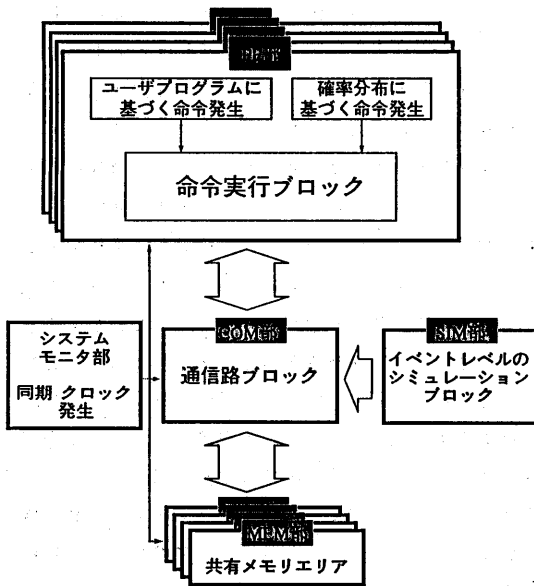 PE部
ユーザプログラムに
基づく命令発生
確率分布に
基づく命令発生
命令実行ブロック
システム
モニタ部
同期 クロック
発生
COM部
通信路ブロック
SIM部
イベントレベルの
シミュレーション
ブロック
MPM部
共有メモリエリア